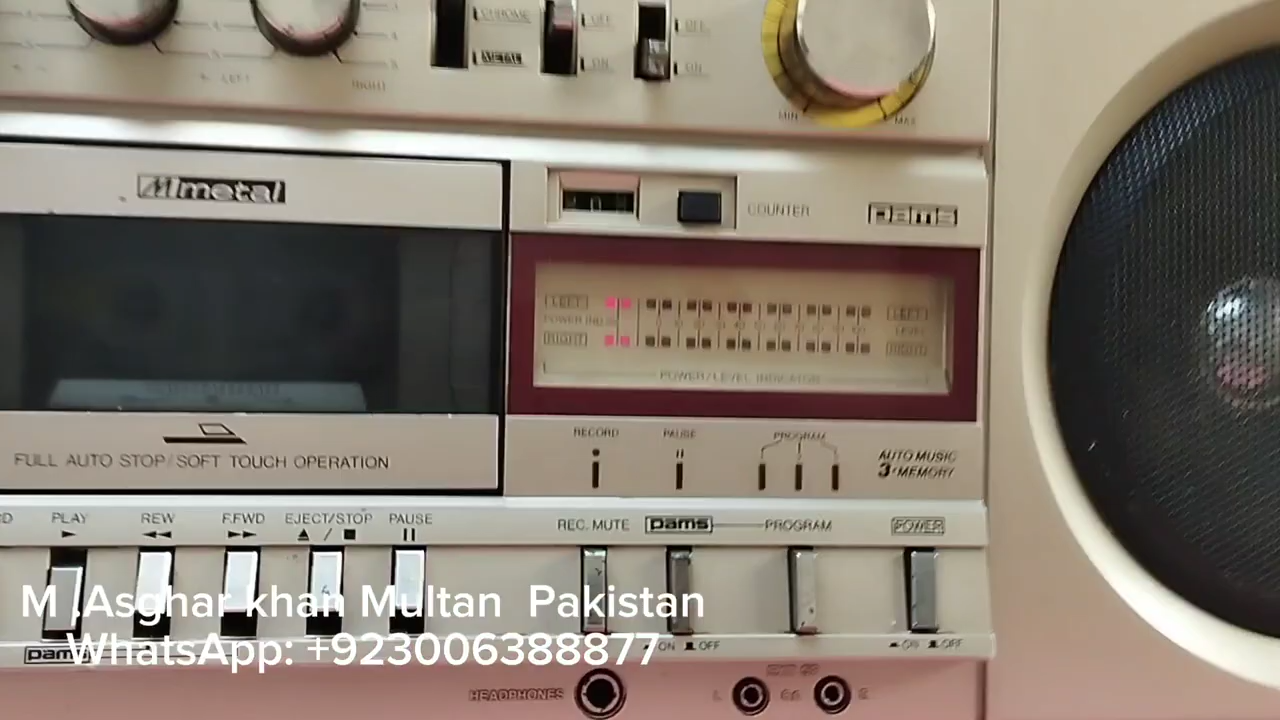 CHROME
METAL
OFF
ON
OFF
ON
LEFT
RIGHT
MIN
MAX
metal
COUNTER
pams
LEFT
RIGHT
LEFT
LEVEL
RIGHT
POWER/LEVEL INDICATOR
FULL AUTO STOP/SOFT TOUCH OPERATION
RECORD
PAUSE
PROGRAM
AUTO MUSIC
3-MEMORY
PLAY
REW
F.FWD
EJECT/STOP
PAUSE
REC. MUTE
pams
PROGRAM
POWER
M .Asghar khan Multan Pakistan
WhatsApp: +923006388877
pams
ON
OFF
ON
OFF
HEADPHONES